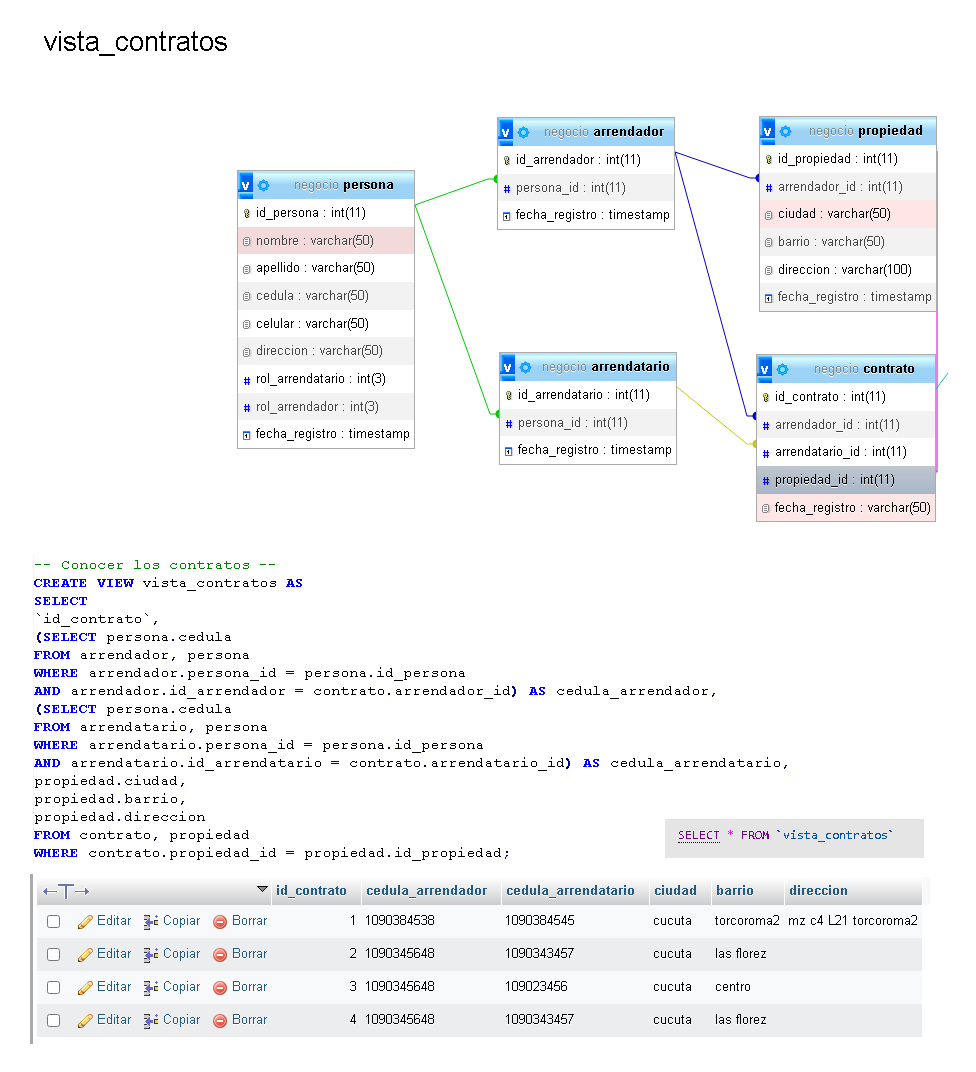 vista_contratos
negocio persona
id_persona : int(11)
nombre : varchar(50)
apellido : varchar(50)
cedula : varchar(50)
celular : varchar(50)
direccion : varchar(50)
# rol_arrendatario : int(3)
# rol_arrendador : int(3)
fecha_registro : timestamp
negocio arrendador
id_arrendador : int(11)
# persona_id : int(11)
fecha_registro : timestamp
negocio arrendatario
id_arrendatario : int(11)
# persona_id : int(11)
fecha_registro : timestamp
negocio propiedad
id_propiedad : int(11)
# arrendador_id : int(11)
ciudad : varchar(50)
barrio : varchar(50)
direccion : varchar(100)
fecha_registro : timestamp
negocio contrato
id_contrato : int(11)
# arrendador_id : int(11)
# arrendatario_id : int(11)
# propiedad_id : int(11)
fecha_registro : varchar(50)
-- Conocer los contratos --
CREATE VIEW vista_contratos AS
SELECT
`id_contrato`,
(SELECT persona.cedula
FROM arrendador, persona
WHERE arrendador.persona_id = persona.id_persona
AND arrendador.id_arrendador = contrato.arrendador_id) AS cedula_arrendador,
(SELECT persona.cedula
FROM arrendatario, persona
WHERE arrendatario.persona_id = persona.id_persona
AND arrendatario.id_arrendatario = contrato.arrendatario_id) AS cedula_arrendatario,
propiedad.ciudad,
propiedad.barrio,
propiedad.direccion
FROM contrato, propiedad
WHERE contrato.propiedad_id = propiedad.id_propiedad;
SELECT * FROM `vista_contratos`
id_contrato cedula_arrendador cedula_arrendatario ciudad barrio direccion
Editar Copiar Borrar 1 1090384538 1090384545 cucuta torcoroma2 mz c4 L21 torcoroma2
Editar Copiar Borrar 2 1090345648 1090343457 cucuta las florez
Editar Copiar Borrar 3 1090345648 109023456 cucuta centro
Editar Copiar Borrar 4 1090345648 1090343457 cucuta las florez